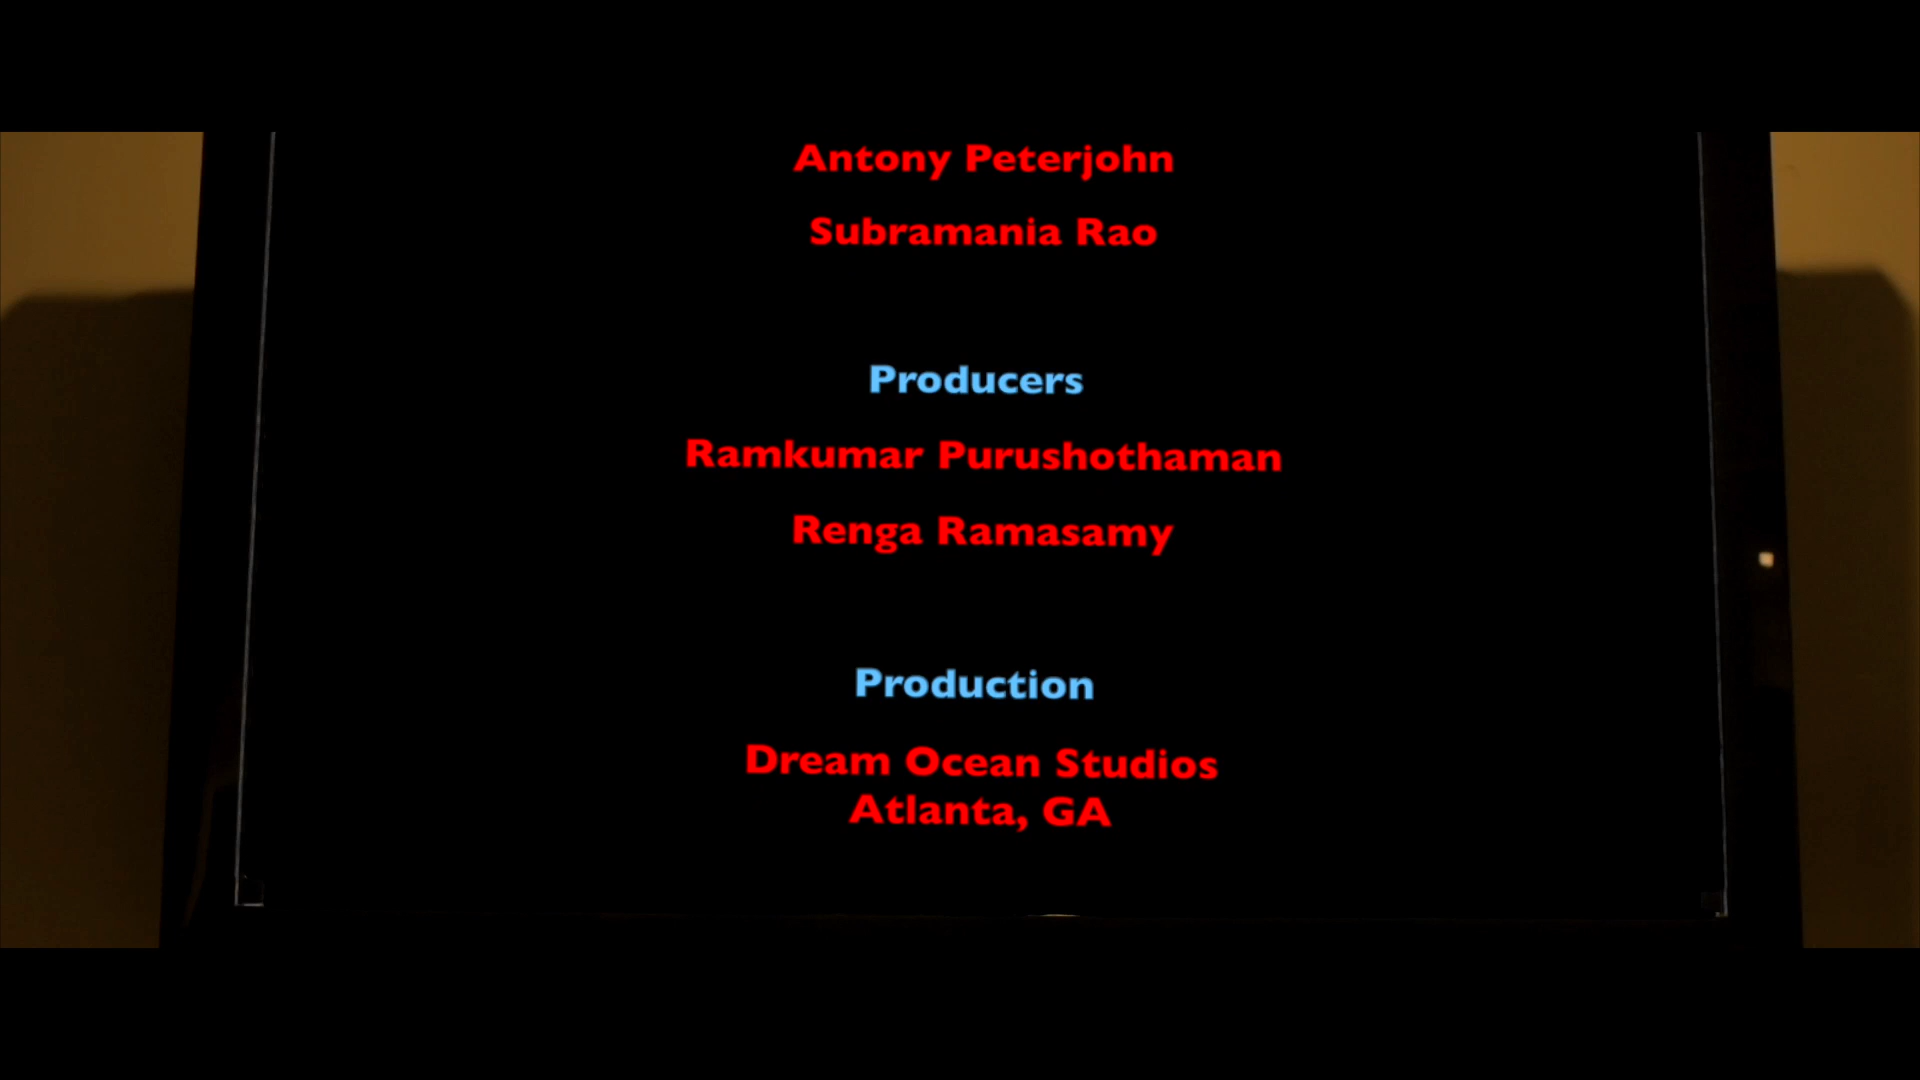 Antony Peterjohn
Subramania Rao
Producers
Ramkumar Purushothaman
Renga Ramasamy
Production
Dream Ocean Studios
Atlanta, GA